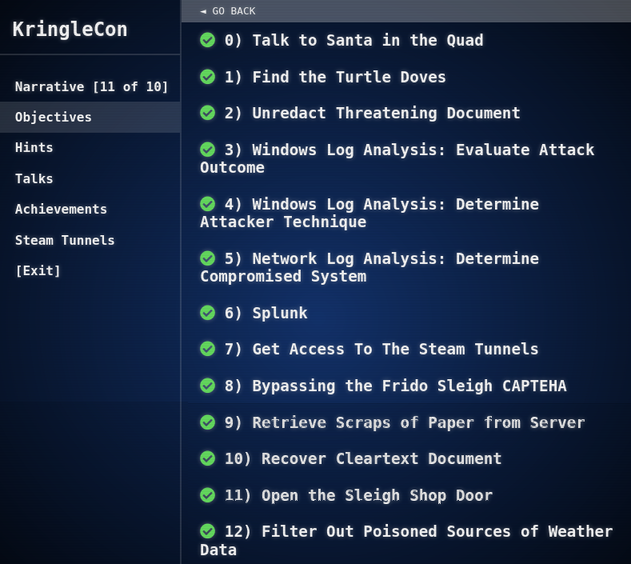 KringleCon
Narrative [11 of 10]
Objectives
Hints
Talks
Achievements
Steam Tunnels
[Exit]
◄ GO BACK
0) Talk to Santa in the Quad
1) Find the Turtle Doves
2) Unredact Threatening Document
3) Windows Log Analysis: Evaluate Attack
Outcome
4) Windows Log Analysis: Determine
Attacker Technique
5) Network Log Analysis: Determine
Compromised System
6) Splunk
7) Get Access To The Steam Tunnels
8) Bypassing the Frido Sleigh CAPTEHA
9) Retrieve Scraps of Paper from Server
10) Recover Cleartext Document
11) Open the Sleigh Shop Door
12) Filter Out Poisoned Sources of Weather
Data